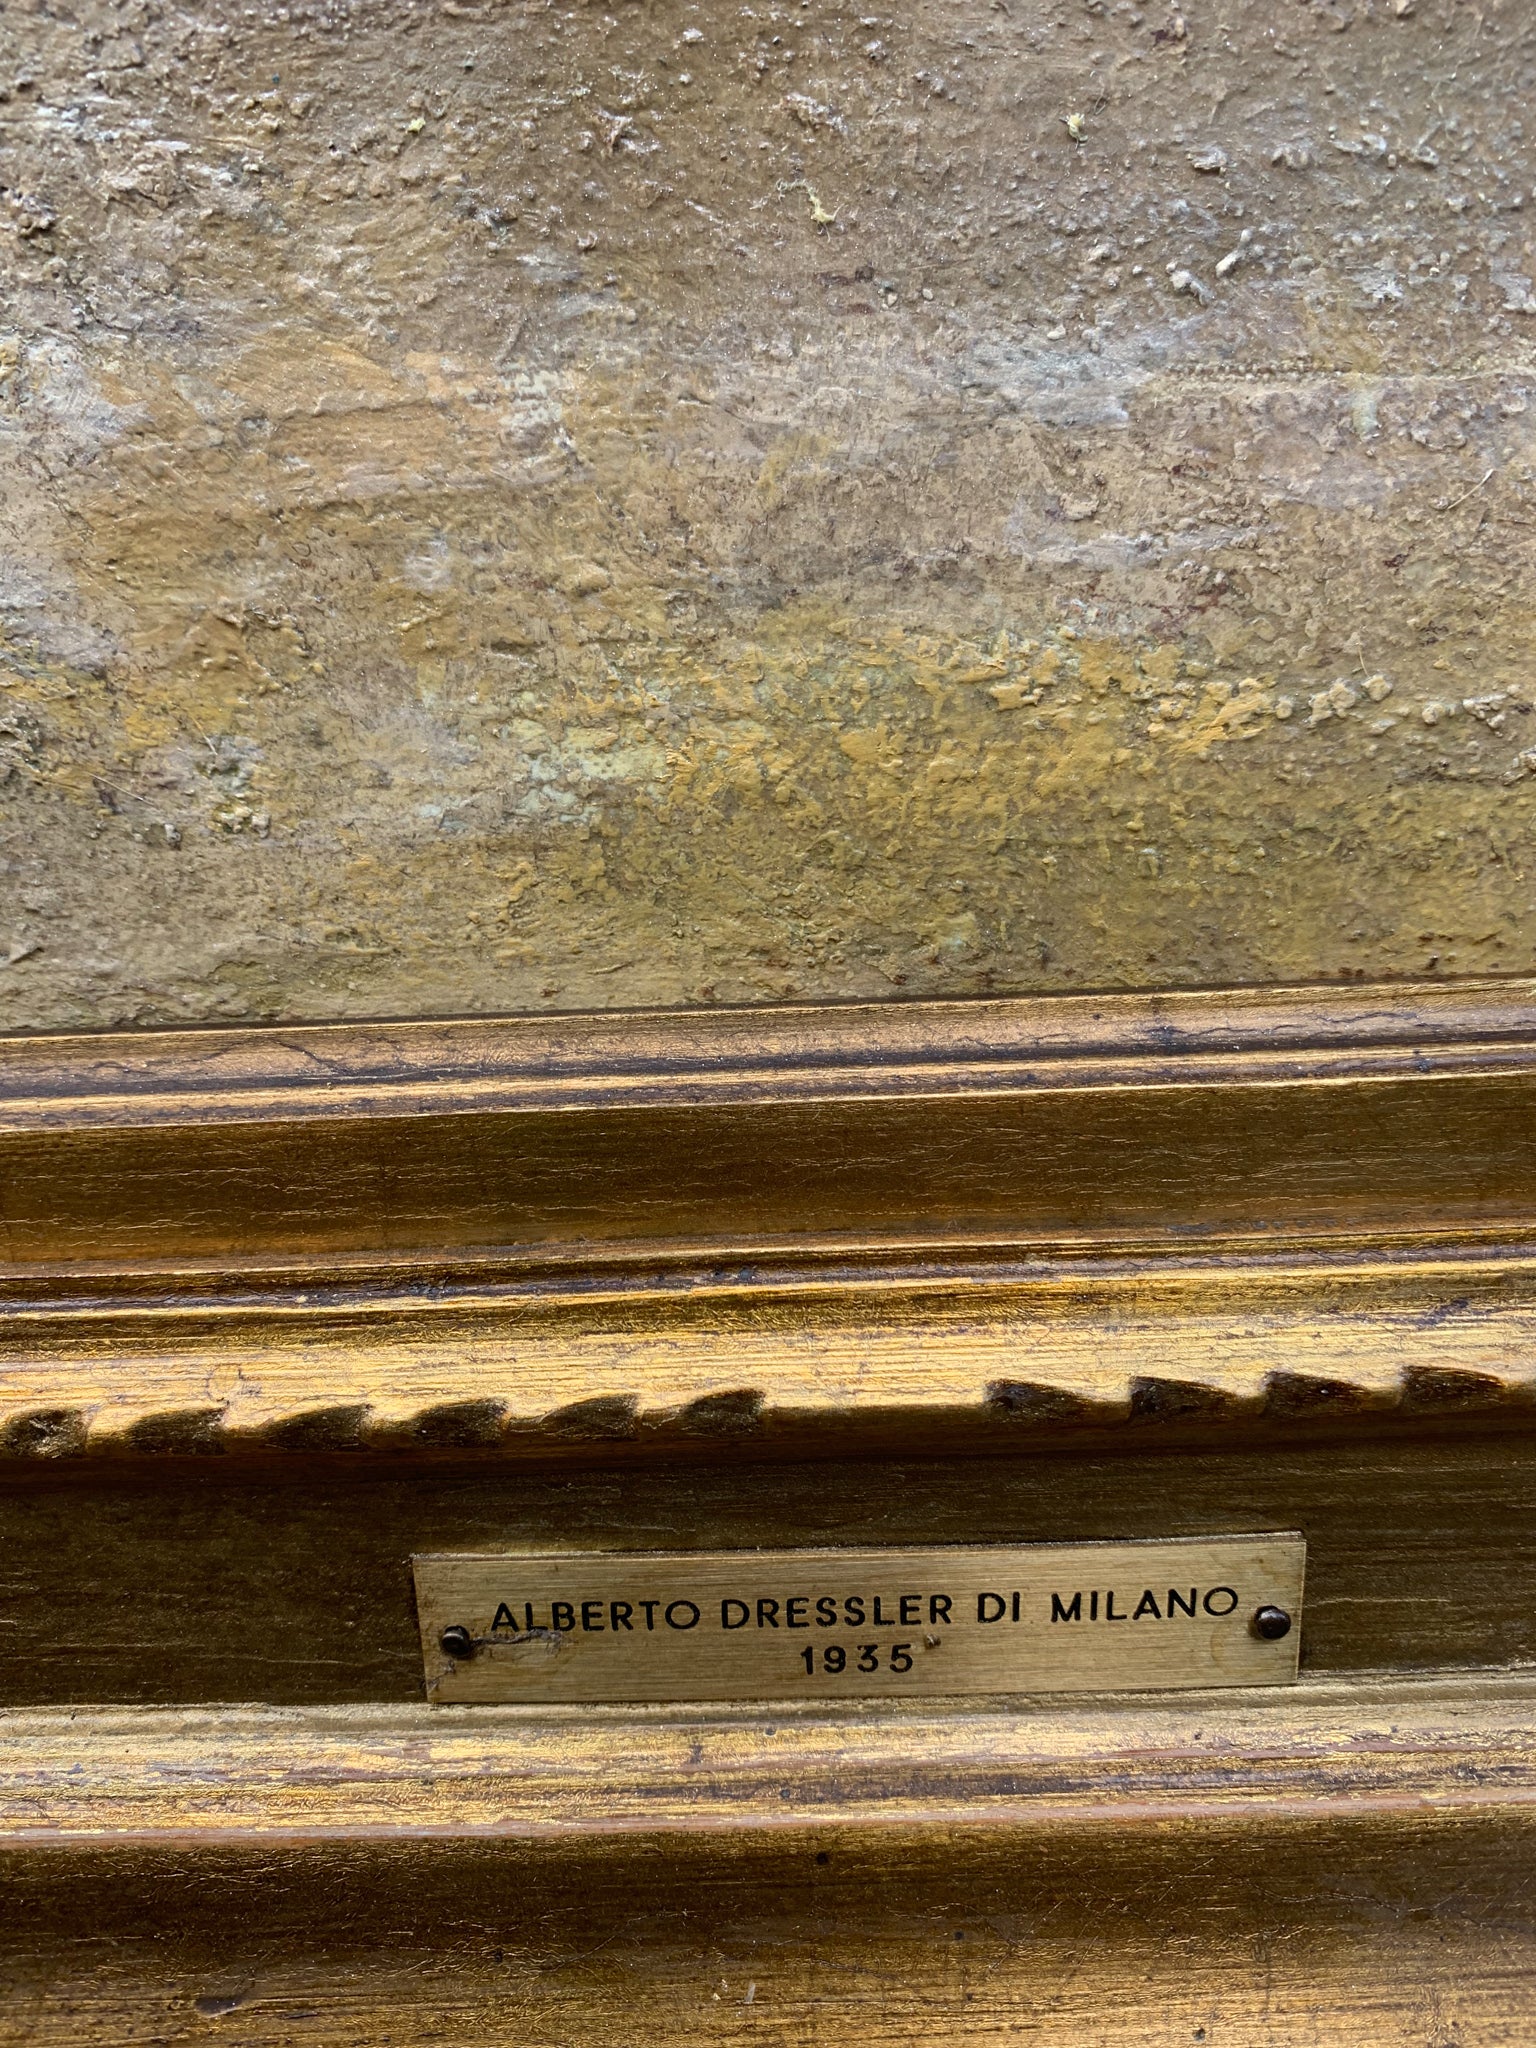 ALBERTO DRESSLER DI MILANO
1935